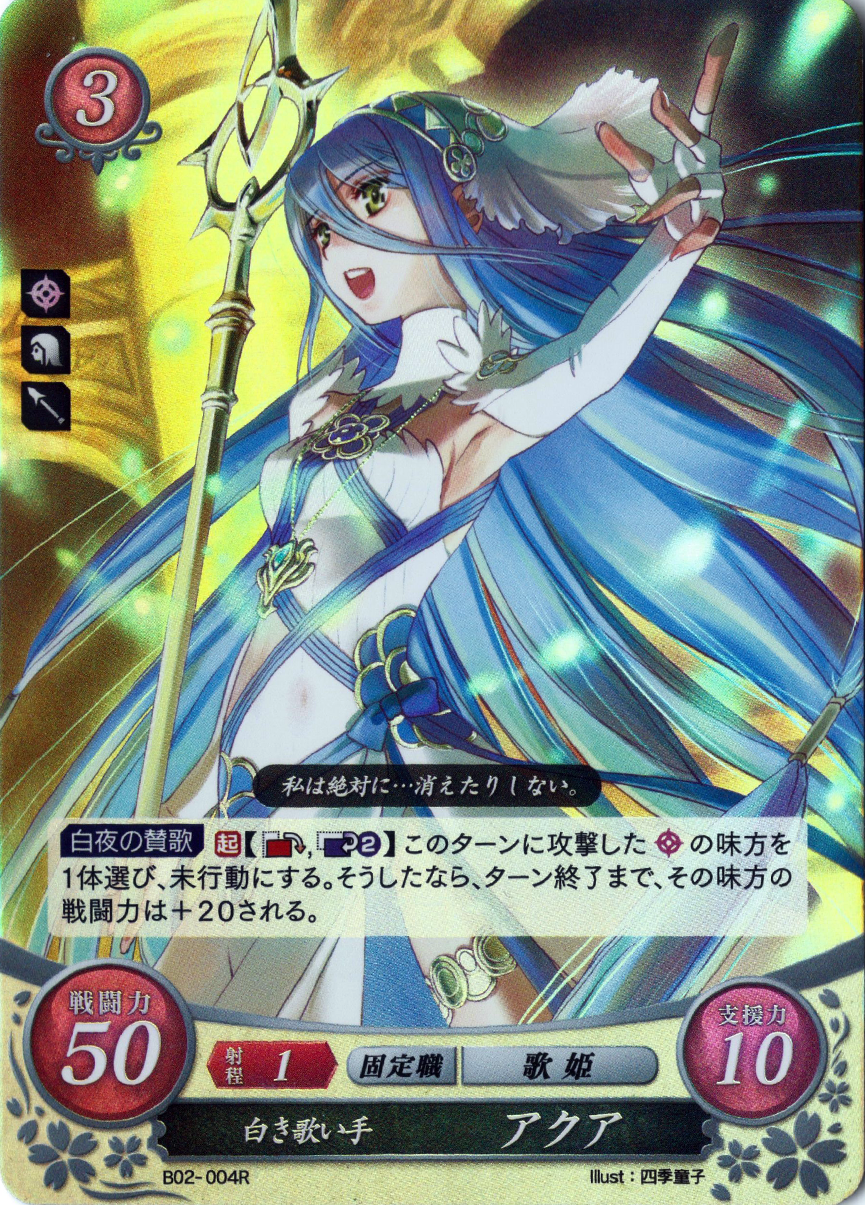 3
私は絶対に…消えたりしない。
白夜の賛歌 起【 , 2】このターンに攻撃した の味方を
1体選び、未行動にする。そうしたなら、ターン終了まで、その味方の
戦闘力は+20される。
戦闘力
50
射程 1
固定職 歌姫
支援力
10
白き歌い手 アクア
B02-004R
Illust:四季童子